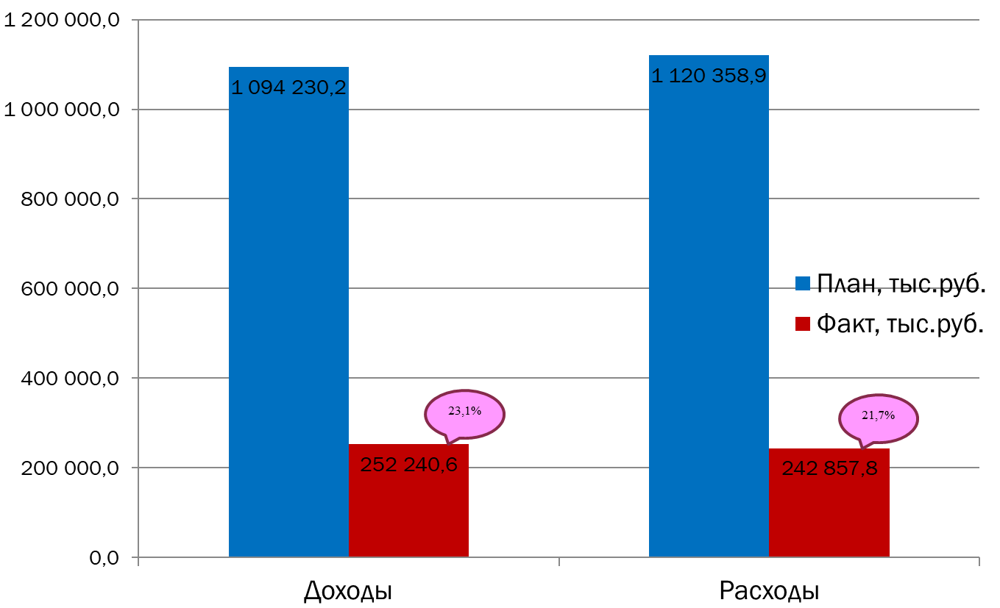 1 200 000,0
1 000 000,0
800 000,0
600 000,0
400 000,0
200 000,0
0,0
1 094 230,2
1 120 358,9
23,1%
21,7%
252 240,6
242 857,8
План, тыс.руб.
Факт, тыс.руб.
Доходы
Расходы